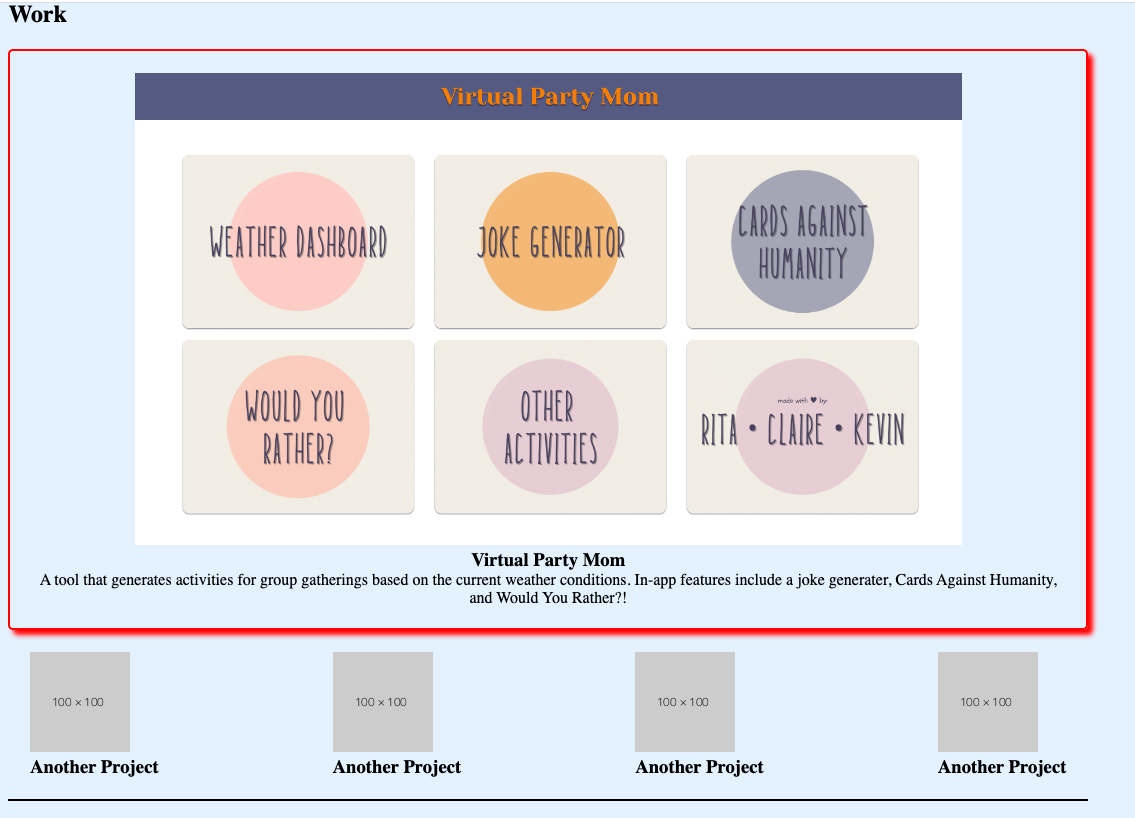 Work
Virtual Party Mom
WEATHER DASHBOARD
JOKE GENERATOR
CARDS AGAINST
HUMANITY
WOULD YOU
RATHER?
OTHER
ACTIVITIES
made with ♥ by:
RITA • CLAIRE • KEVIN
Virtual Party Mom
A tool that generates activities for group gatherings based on the current weather conditions. In-app features include a joke generater, Cards Against Humanity,
and Would You Rather?!
100 × 100
100 × 100
100 × 100
100 × 100
Another Project
Another Project
Another Project
Another Project